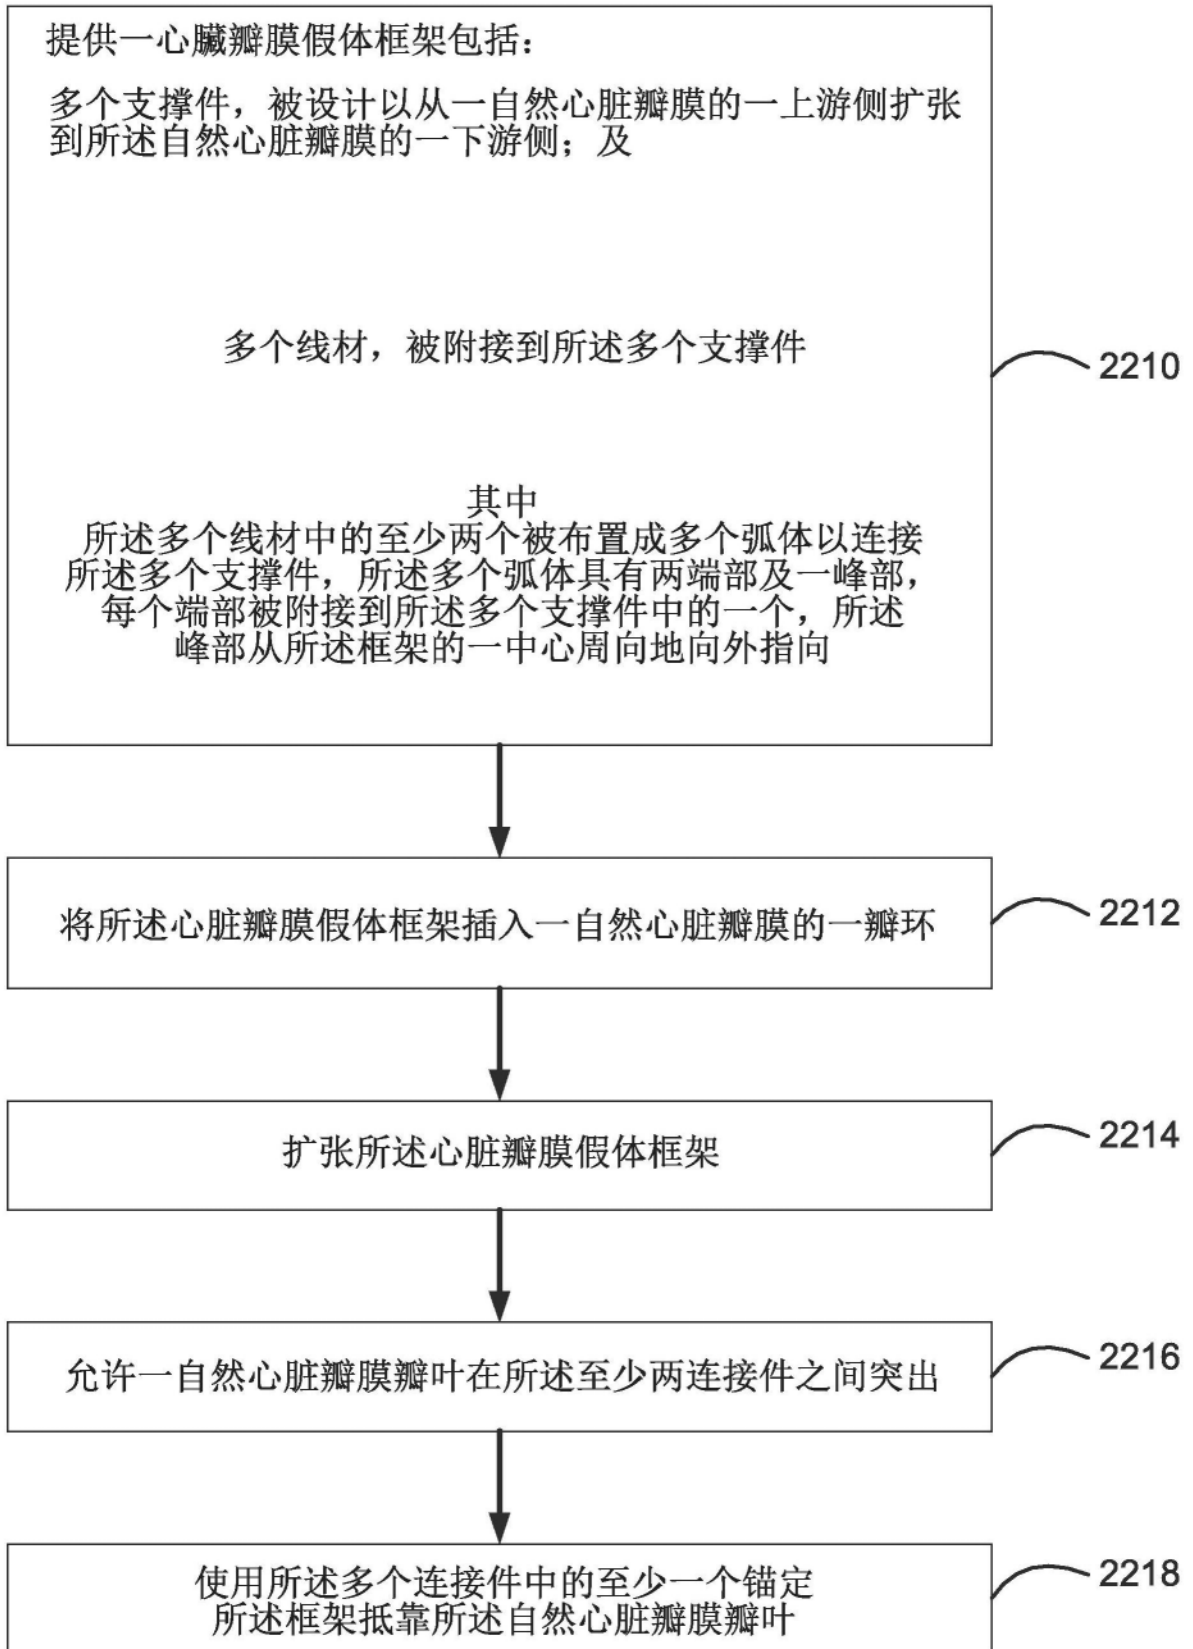 提供一心臟瓣膜假体框架包括：
多个支撑件，被设计以从一自然心脏瓣膜的一上游侧扩张
到所述自然心脏瓣膜的一下游侧；及
多个线材，被附接到所述多个支撑件
2210
其中
所述多个线材中的至少两个被布置成多个弧体以连接
所述多个支撑件，所述多个弧体具有两端部及一峰部，
每个端部被附接到所述多个支撑件中的一个，所述
峰部从所述框架的一中心周向地向外指向
将所述心脏瓣膜假体框架插入一自然心脏瓣膜的一瓣环
2212
扩张所述心脏瓣膜假体框架
2214
允许一自然心脏瓣膜瓣叶在所述至少两连接件之间突出
2216
使用所述多个连接件中的至少一个锚定
所述框架抵靠所述自然心脏瓣膜瓣叶
2218